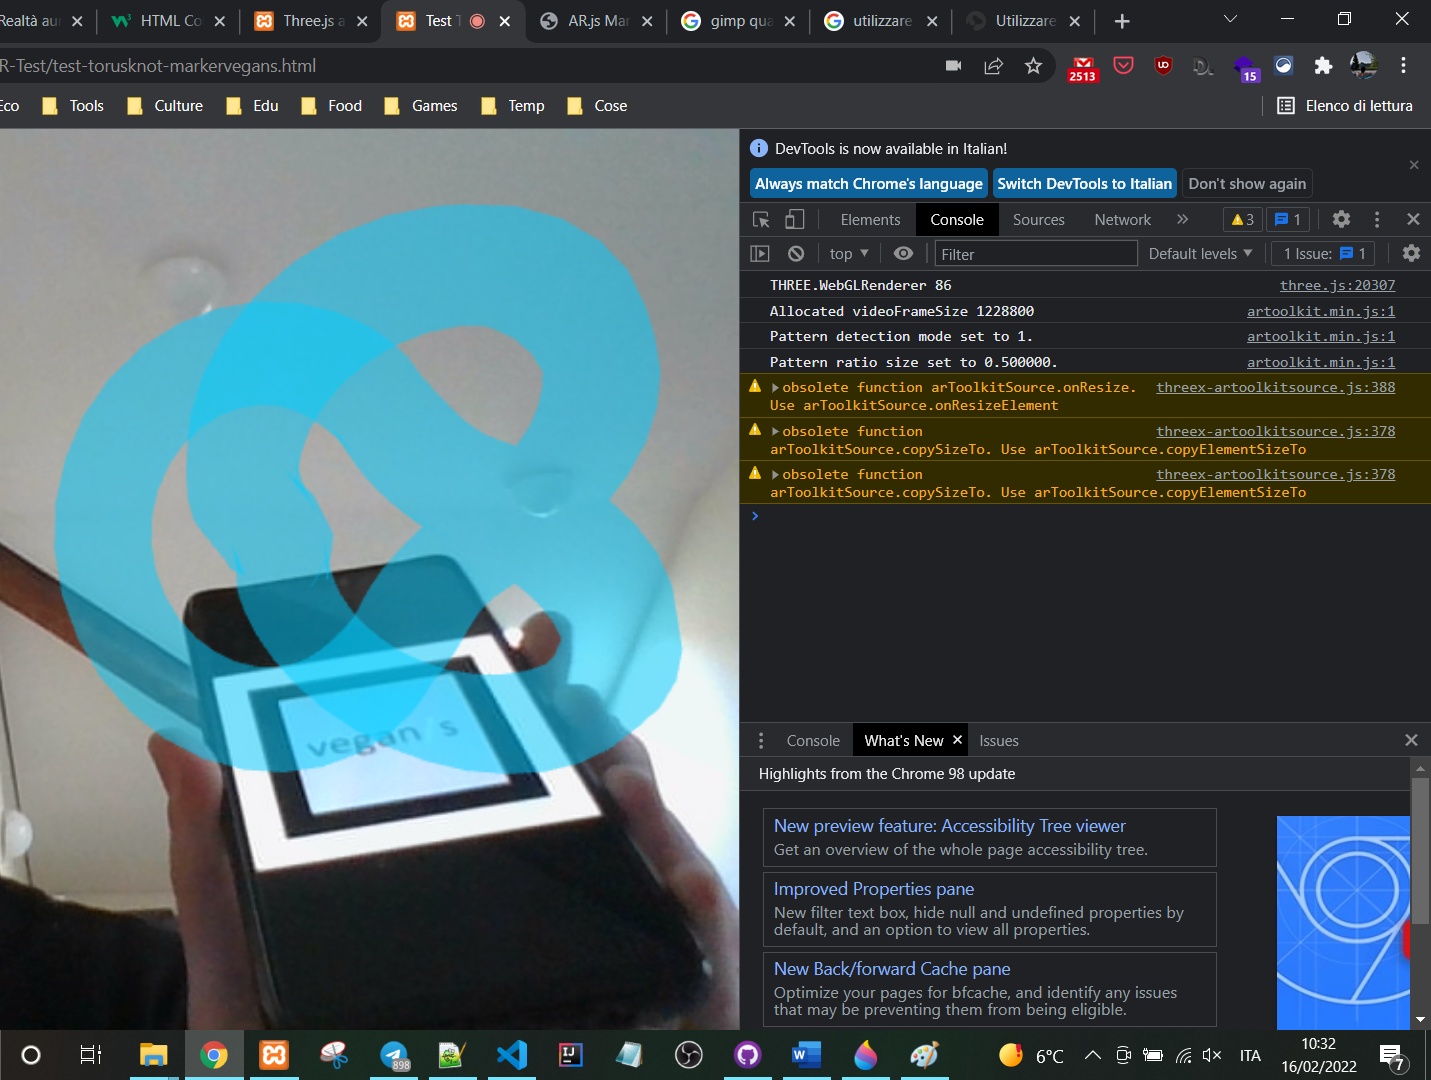 Realtà au
HTML Co
Three.js a
Test T
AR.js Mar
gimp qua
utilizzare
Utilizzare
R-Test/test-torusknot-markervegans.html
2513
15
Eco
Tools
Culture
Edu
Food
Games
Temp
Cose
Elenco di lettura
DevTools is now available in Italian!
Always match Chrome's language
Switch DevTools to Italian
Don't show again
Elements
Console
Sources
Network
3
1
top
Filter
Default levels
1 Issue: 1
THREE.WebGLRenderer 86 three.js:20307
Allocated videoFrameSize 1228800 artoolkit.min.js:1
Pattern detection mode set to 1. artoolkit.min.js:1
Pattern ratio size set to 0.500000. artoolkit.min.js:1
obsolete function arToolkitSource.onResize. threex-artoolkitsource.js:388
Use arToolkitSource.onResizeElement
obsolete function threex-artoolkitsource.js:378
arToolkitSource.copySizeTo. Use arToolkitSource.copyElementSizeTo
obsolete function threex-artoolkitsource.js:378
arToolkitSource.copySizeTo. Use arToolkitSource.copyElementSizeTo
vegan/s
Console
What's New
Issues
Highlights from the Chrome 98 update
New preview feature: Accessibility Tree viewer
Get an overview of the whole page accessibility tree.
Improved Properties pane
New filter text box, hide null and undefined properties by
default, and an option to view all properties.
New Back/forward Cache pane
Optimize your pages for bfcache, and identify any issues
that may be preventing them from being eligible.
898
6°C
ITA
10:32
16/02/2022
7